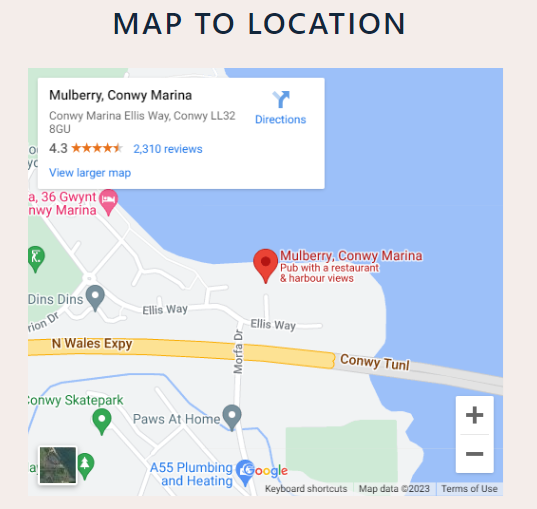 MAP TO LOCATION
Mulberry, Conwy Marina
Directions
Conwy Marina Ellis Way, Conwy LL32
8GU
4.3
2,310 reviews
View larger map
a, 36 Gwynt
nwy Marina
Mulberry, Conwy Marina
Pub with a restaurant
& harbour views
Dins Dins
Ellis Way
Ellis Way
rion Dr
Morfa Dr
N Wales Expy
Conwy Tunl
Conwy Skatepark
Paws At Home
A55 Plumbing
and Heating
Google
Keyboard shortcuts
Map data ©2023
Terms of Use